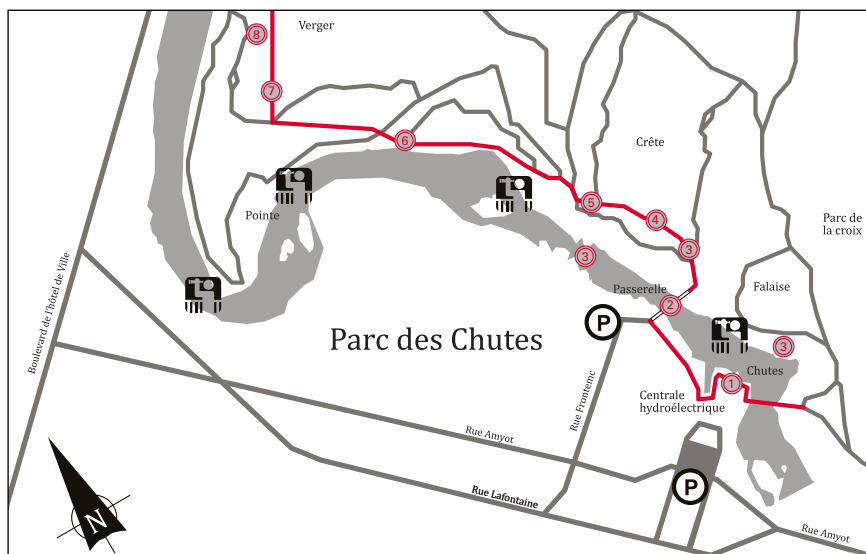 8
Verger
7
6
Crête
Pointe
5
4
3
3
Parc de
la croix
Passerelle
2
Falaise
P
Parc des Chutes
3
Chutes
1
Centrale
hydroélectrique
Boulevard de l'hôtel de Ville
Rue Frontemc
Rue Amyot
P
Rue Lafontaine
N
Rue Amyot